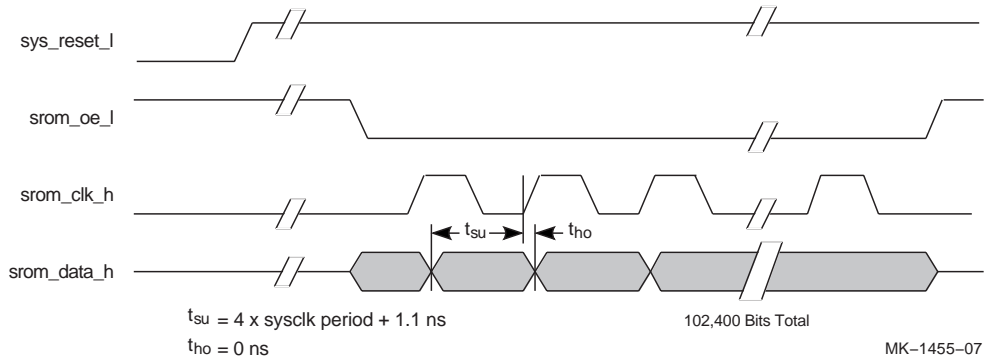 sys_reset_l
srom_oe_l
srom_clk_h
tsu tho
srom_data_h
tsu = 4 x sysclk period + 1.1 ns
102,400 Bits Total
tho = 0 ns
MK−1455−07